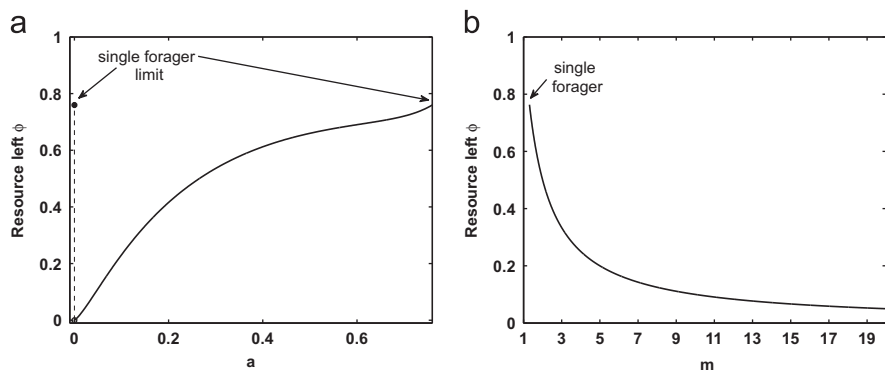 a
single forager
limit
Resource left ϕ
1
0.8
0.6
0.4
0.2
0
0
0.2
0.4
0.6
a
b
single
forager
Resource left ϕ
1
0.8
0.6
0.4
0.2
0
1
3
5
7
9
11
13
15
17
19
m